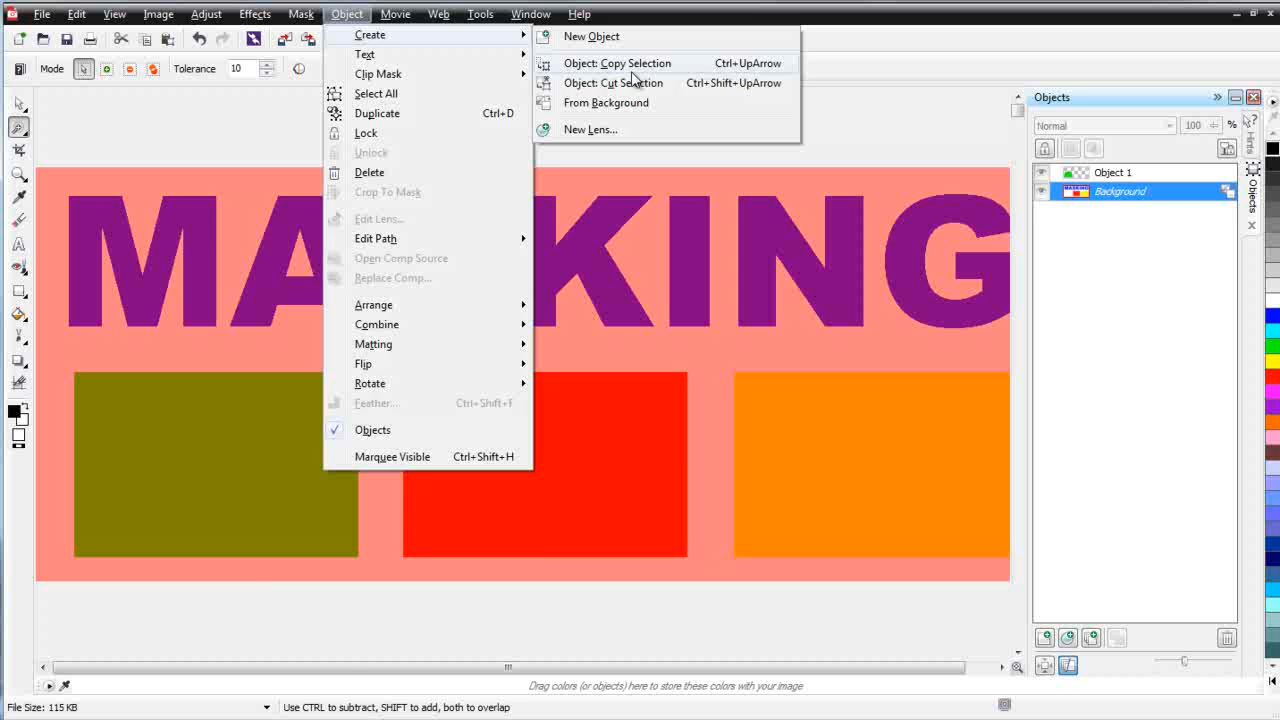 File Edit View Image Adjust Effects Mask Object Movie Web Tools Window Help
Mode Tolerance 10
Create
Text
Clip Mask
Select All
Duplicate Ctrl+D
Lock
Unlock
Delete
Crop To Mask
Edit Lens...
Edit Path
Open Comp Source
Replace Comp...
Arrange
Combine
Matting
Flip
Rotate
Feather... Ctrl+Shift+F
Objects
Marquee Visible Ctrl+Shift+H
New Object
Object: Copy Selection Ctrl+UpArrow
Object: Cut Selection Ctrl+Shift+UpArrow
From Background
New Lens...
Objects
Normal 100 %
Object 1
MASKING Background
Hints
Objects
MA KING
Drag colors (or objects) here to store these colors with your image
File Size: 115 KB Use CTRL to subtract, SHIFT to add, both to overlap